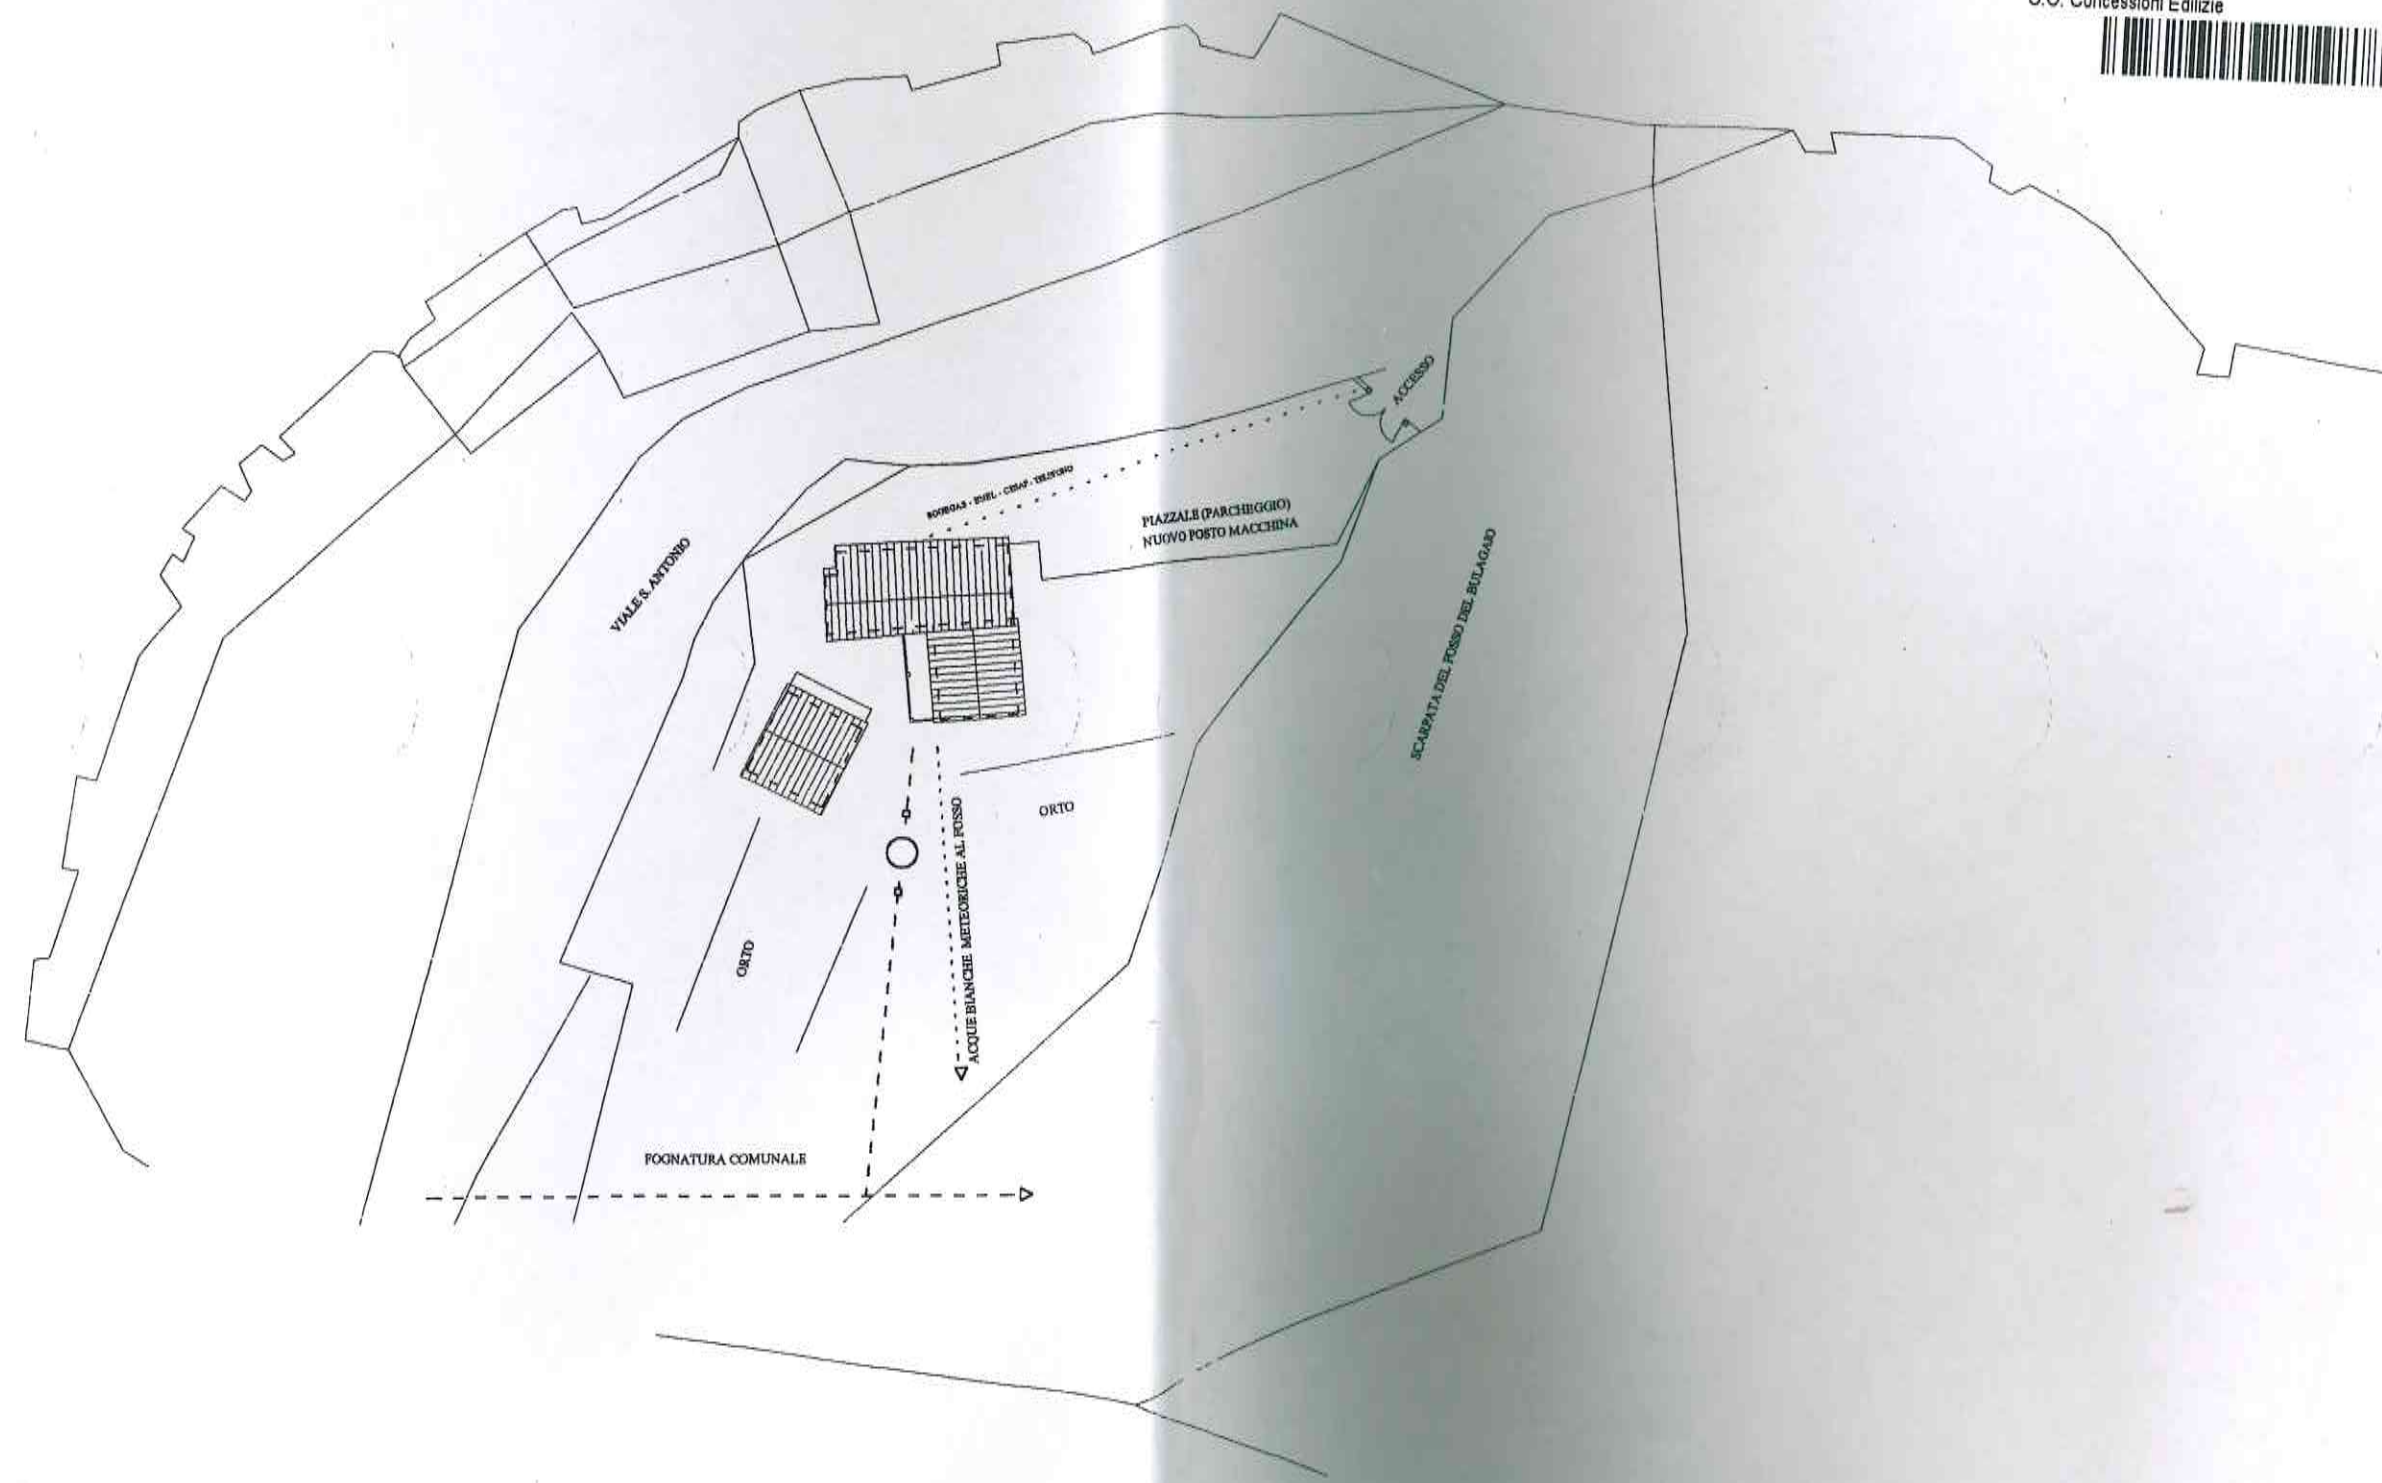 U.O. Concessioni Edilizie
ACCESSO
ENEL
PIAZZALE (PARCHEGGIO)
NUOVO POSTO MACCHINA
VIALE S. ANTONIO
SCARPATA DEL FOSSO DEL BULAGAIO
ORTO
ACQUE BIANCHE METEORICHE AL FOSSO
ORTO
FOGNATURA COMUNALE